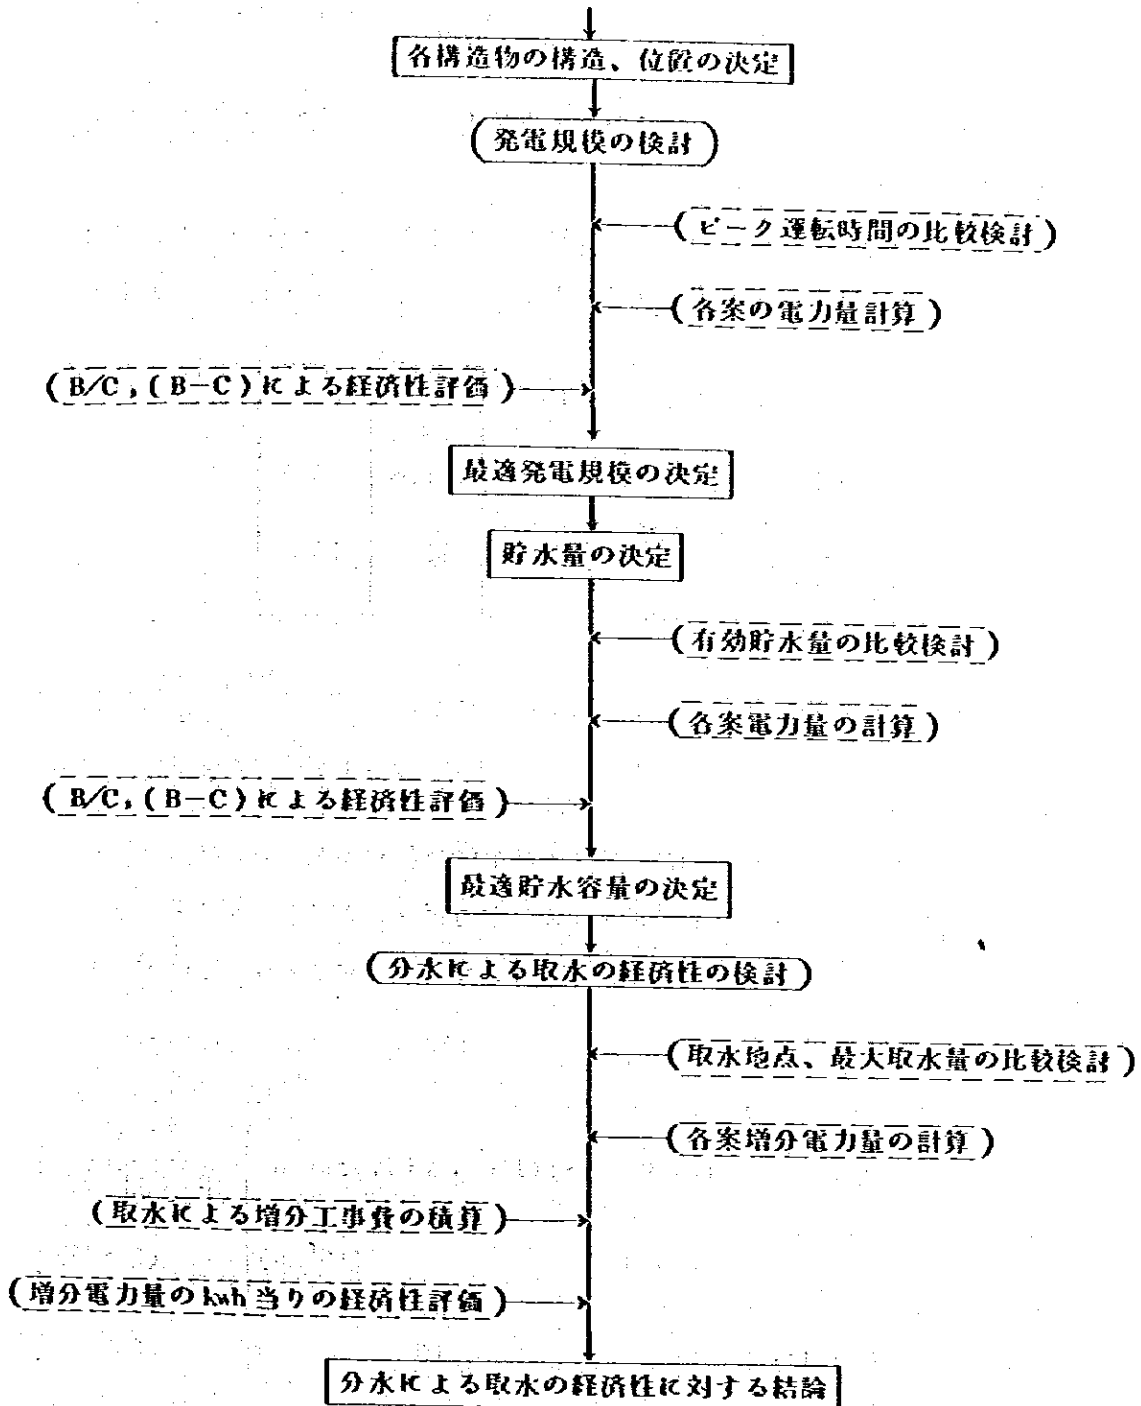 各構造物の構造、位置の決定
(発電規模の検討)
(ピーク運転時間の比較検討)
(各案の電力量計算)
(B/C,(B-C)による経済性評価)
最適発電規模の決定
貯水量の決定
(有効貯水量の比較検討)
(各案電力量の計算)
(B/C,(B-C)による経済性評価)
最適貯水容量の決定
(分水による取水の経済性の検討)
(取水地点、最大取水量の比較検討)
(各案増分電力量の計算)
(取水による増分工事費の積算)
(増分電力量のkwh当りの経済性評価)
分水による取水の経済性に対する結論